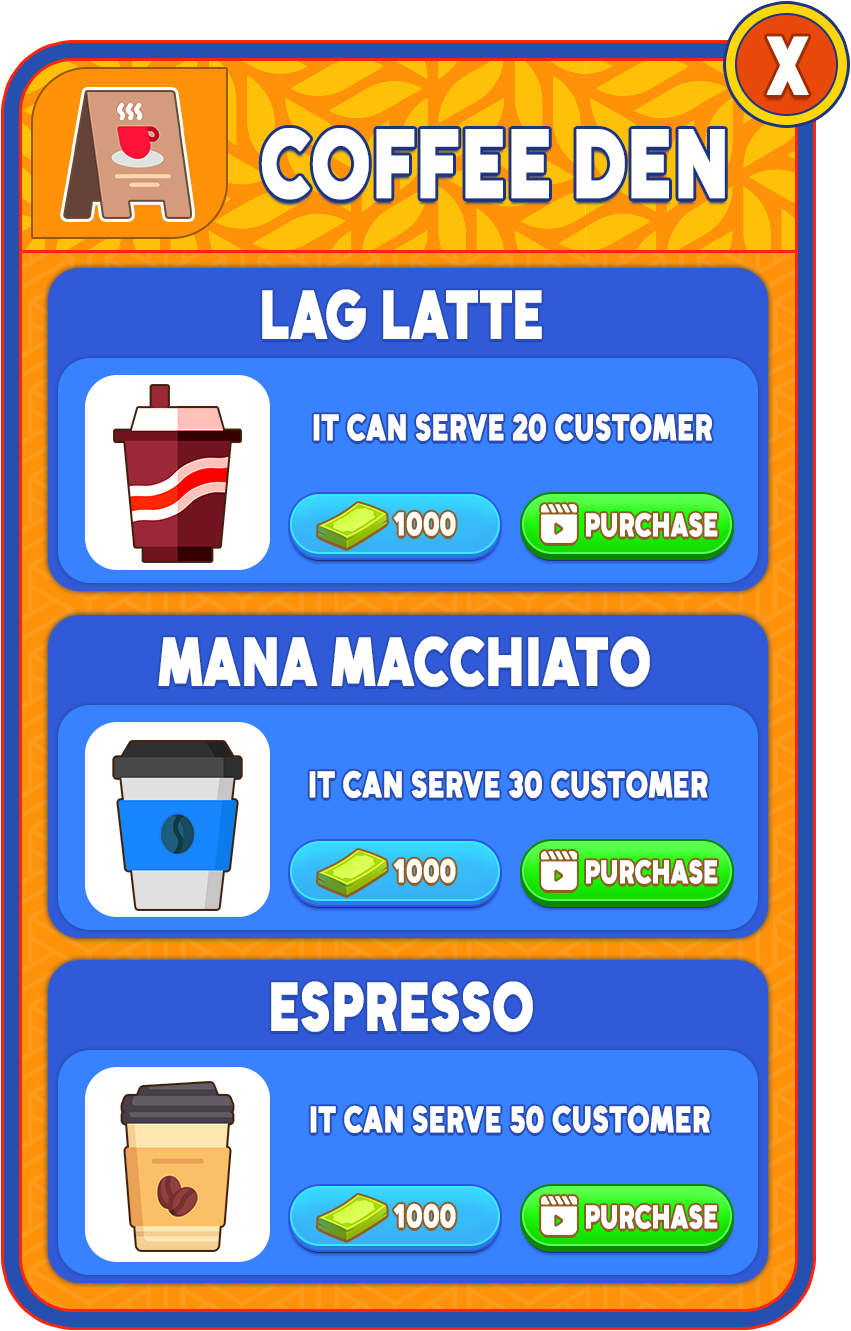 X
COFFEE DEN
LAG LATTE
IT CAN SERVE 20 CUSTOMER
1000
PURCHASE
MANA MACCHIATO
IT CAN SERVE 30 CUSTOMER
1000
PURCHASE
ESPRESSO
IT CAN SERVE 50 CUSTOMER
1000
PURCHASE